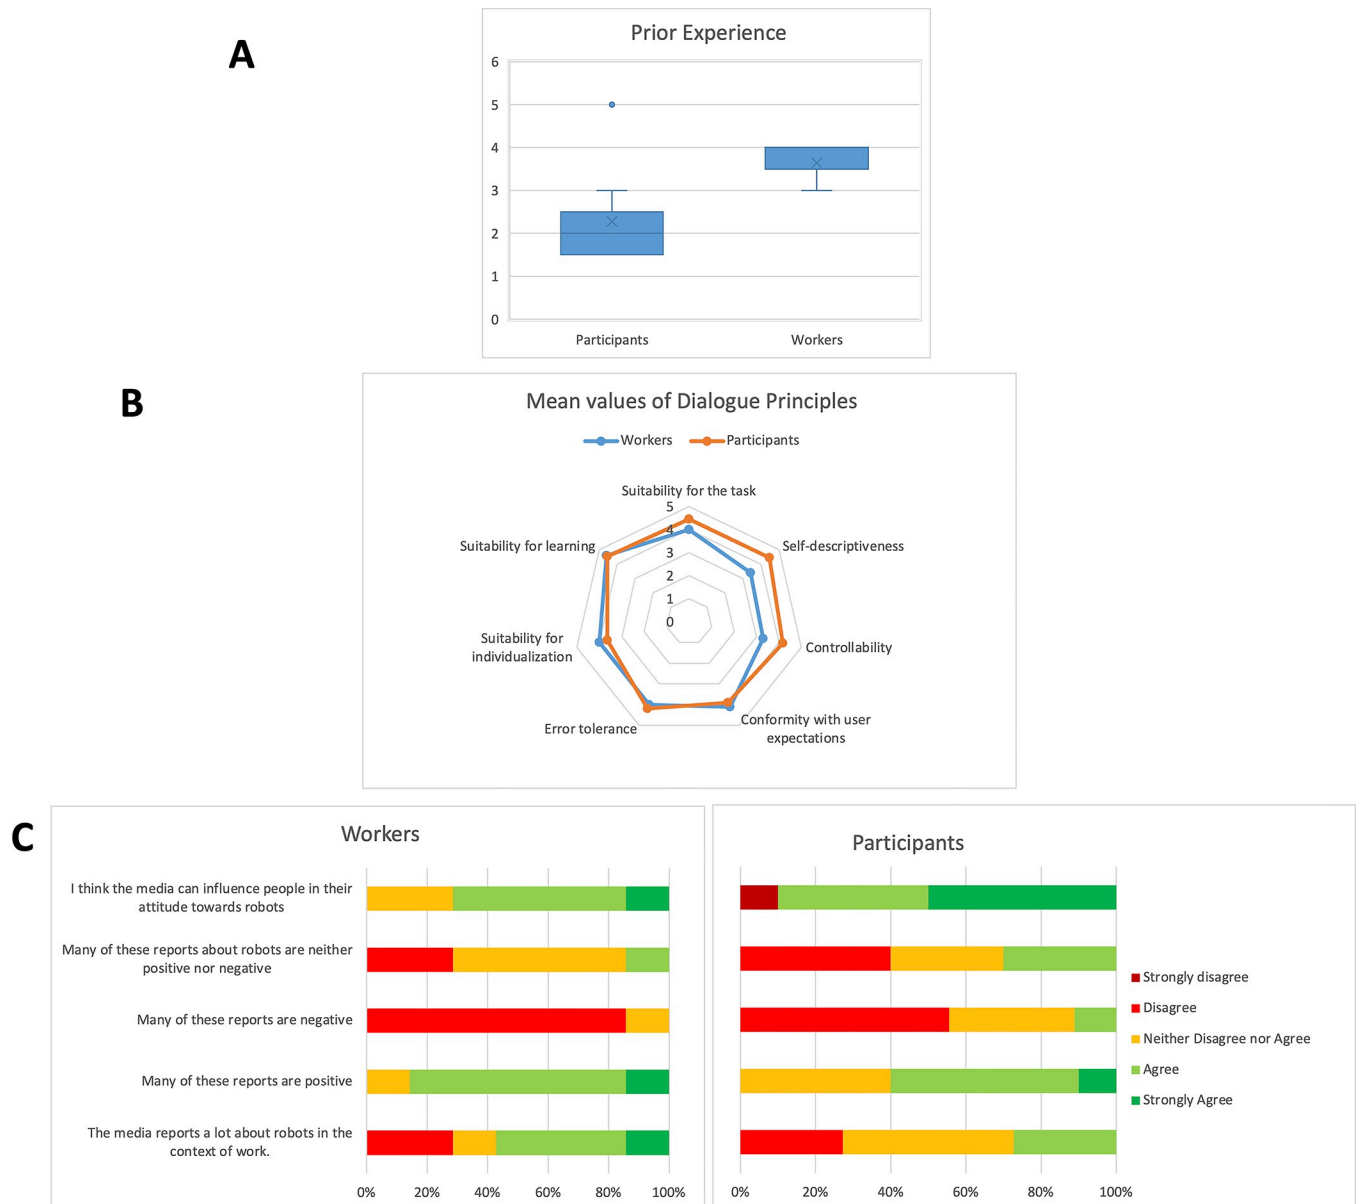 A
Prior Experience
6
5
4
3
2
1
0
Participants
Workers
B
Mean values of Dialogue Principles
Workers
Participants
Suitability for the task
5
4
3
2
1
0
Suitability for learning
Self-descriptiveness
Suitability for
individualization
Controllability
Error tolerance
Conformity with user
expectations
C
Workers
I think the media can influence people in their
attitude towards robots
Many of these reports about robots are neither
positive nor negative
Many of these reports are negative
Many of these reports are positive
The media reports a lot about robots in the
context of work.
0%
20%
40%
60%
80%
100%
Participants
0%
20%
40%
60%
80%
100%
Strongly disagree
Disagree
Neither Disagree nor Agree
Agree
Strongly Agree